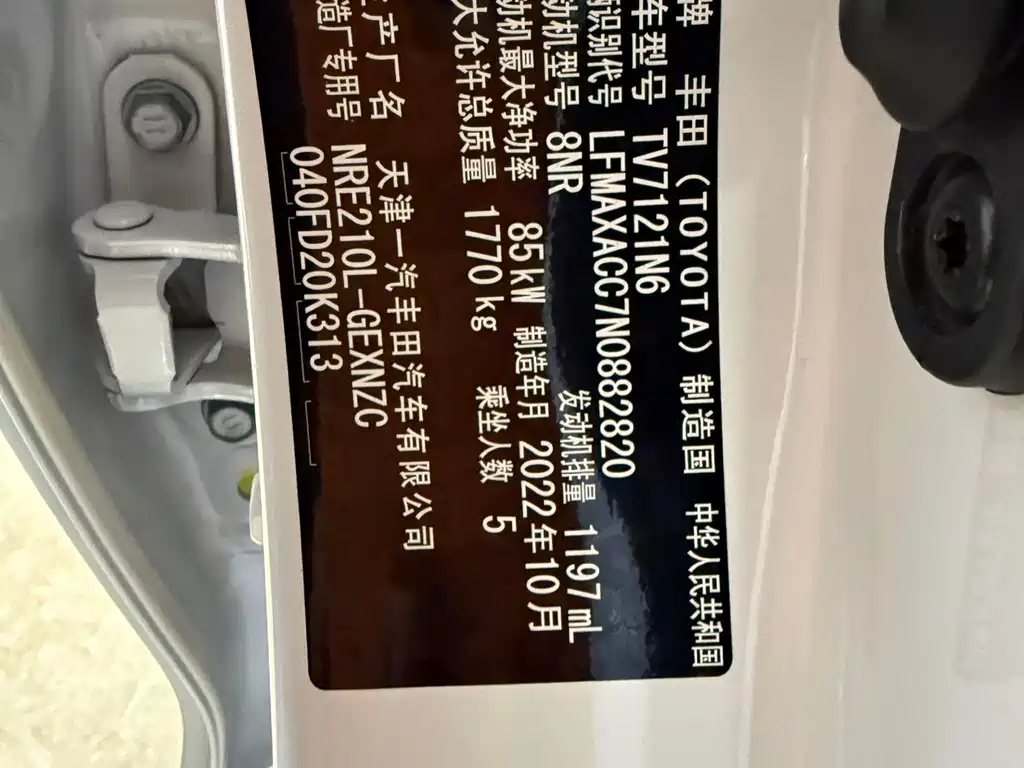 牌 丰田 (TOYOTA) 制造国 中华人民共和国
车型号 TV7121N6
识别代号 LFMAXACC7N0882820
动机型号 8NR 发动机排量 1197 mL
动机最大净功率 85kW 制造年月 2022年10月
大允许总质量 1770kg 乘坐人数 5
生产厂名 天津一汽丰田汽车有限公司
造厂专用号 NRE210L-GEXNZC
040FD20K313